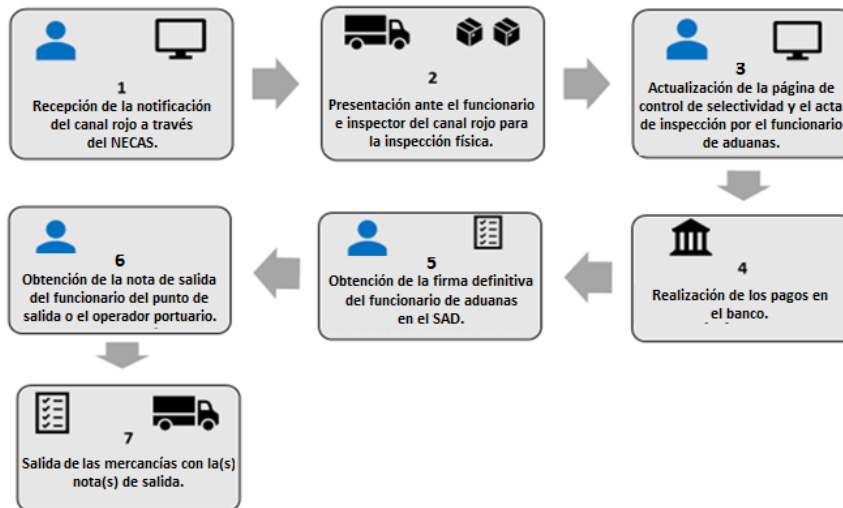 1
Recepción de la notificación
del canal rojo a través
del NECAS.
2
Presentación ante el funcionario
e inspector del canal rojo para
la inspección física.
3
Actualización de la página de
control de selectividad y el acta
de inspección por el funcionario
de aduanas.
4
Realización de los pagos en
el banco.
5
Obtención de la firma definitiva
del funcionario de aduanas
en el SAD.
6
Obtención de la nota de salida
del funcionario del punto de
salida o el operador portuario.
7
Salida de las mercancías con la(s)
nota(s) de salida.